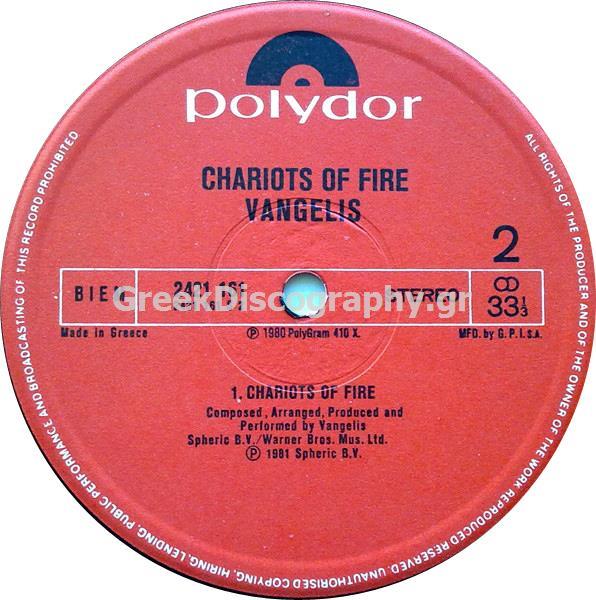 polydor
CHARIOTS OF FIRE
VANGELIS
2
BIEM
STEREO
33 1/3
GreekDiscography.gr
Made in Greece
℗ 1980 PolyGram 410 X.
MFD. by G.P.I.S.A.
1. CHARIOTS OF FIRE
Composed, Arranged, Produced and
Performed by Vangelis
Spheric B.V./Warner Bros. Mus. Ltd.
℗ 1981 Spheric B.V.
ALL RIGHTS OF THE PRODUCER AND OF THE OWNER OF THE WORK REPRODUCED RESERVED. UNAUTHORISED COPYING, HIRING, LENDING, PUBLIC PERFORMANCE AND BROADCASTING OF THIS RECORD PROHIBITED